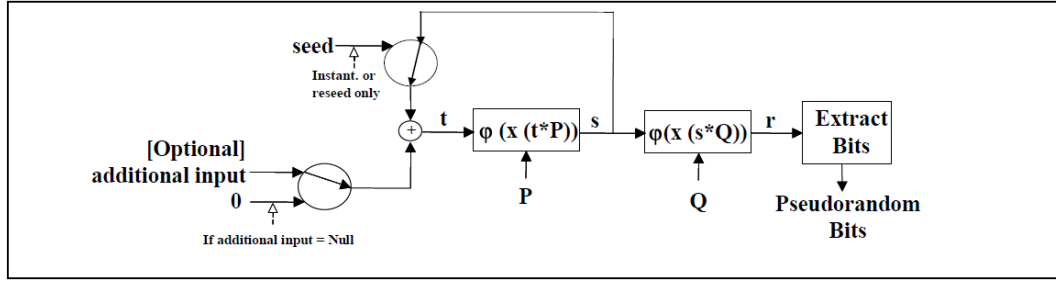 seed
Instant. or
reseed only
t
φ (x (t*P))
s
φ(x (s*Q))
r
Extract
Bits
+
[Optional]
additional input
0
P
Q
Pseudorandom
Bits
If additional input = Null